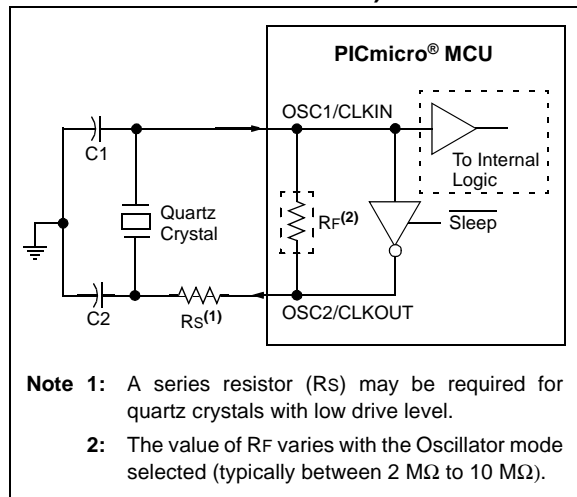 PICmicro® MCU
OSC1/CLKIN
C1
To Internal
Logic
Quartz
Crystal
RF(2)
Sleep
C2
RS(1)
OSC2/CLKOUT
Note 1: A series resistor (RS) may be required for
quartz crystals with low drive level.
2: The value of RF varies with the Oscillator mode
selected (typically between 2 MΩ to 10 MΩ).